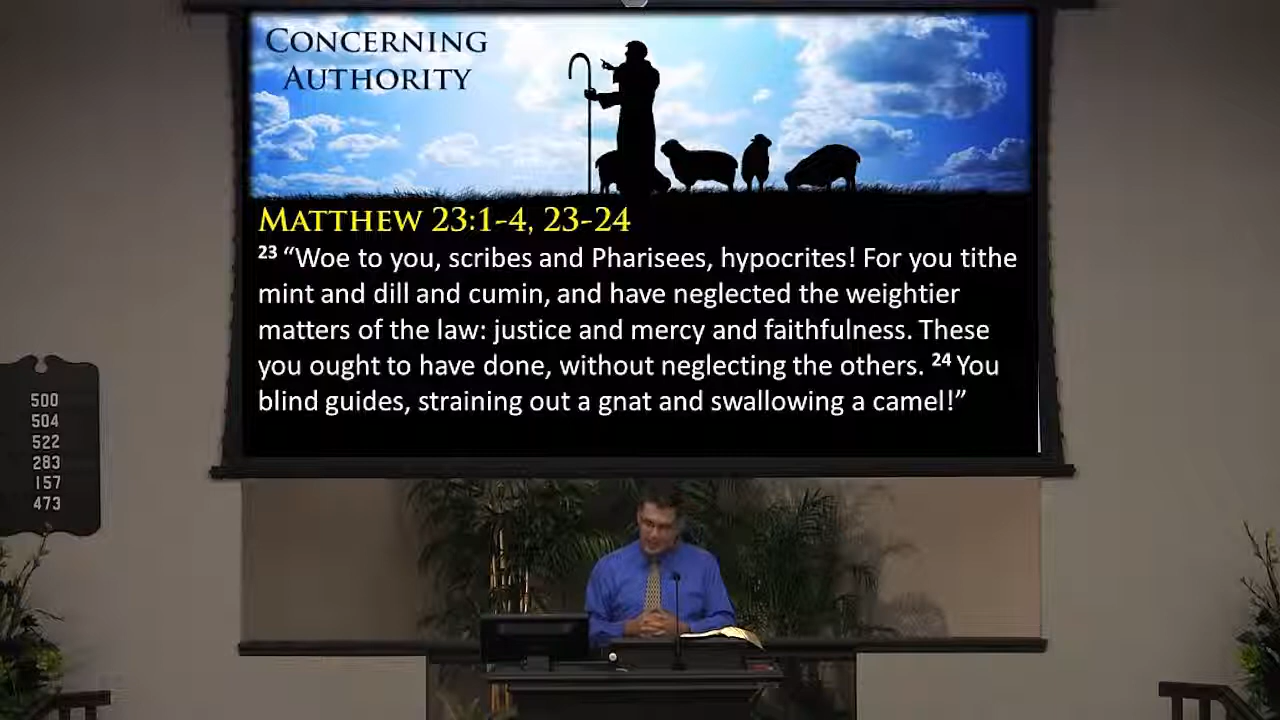 CONCERNING
AUTHORITY
MATTHEW 23:1-4, 23-24
23 “Woe to you, scribes and Pharisees, hypocrites! For you tithe
mint and dill and cumin, and have neglected the weightier
matters of the law: justice and mercy and faithfulness. These
you ought to have done, without neglecting the others. 24 You
blind guides, straining out a gnat and swallowing a camel!”
500
504
522
283
157
473